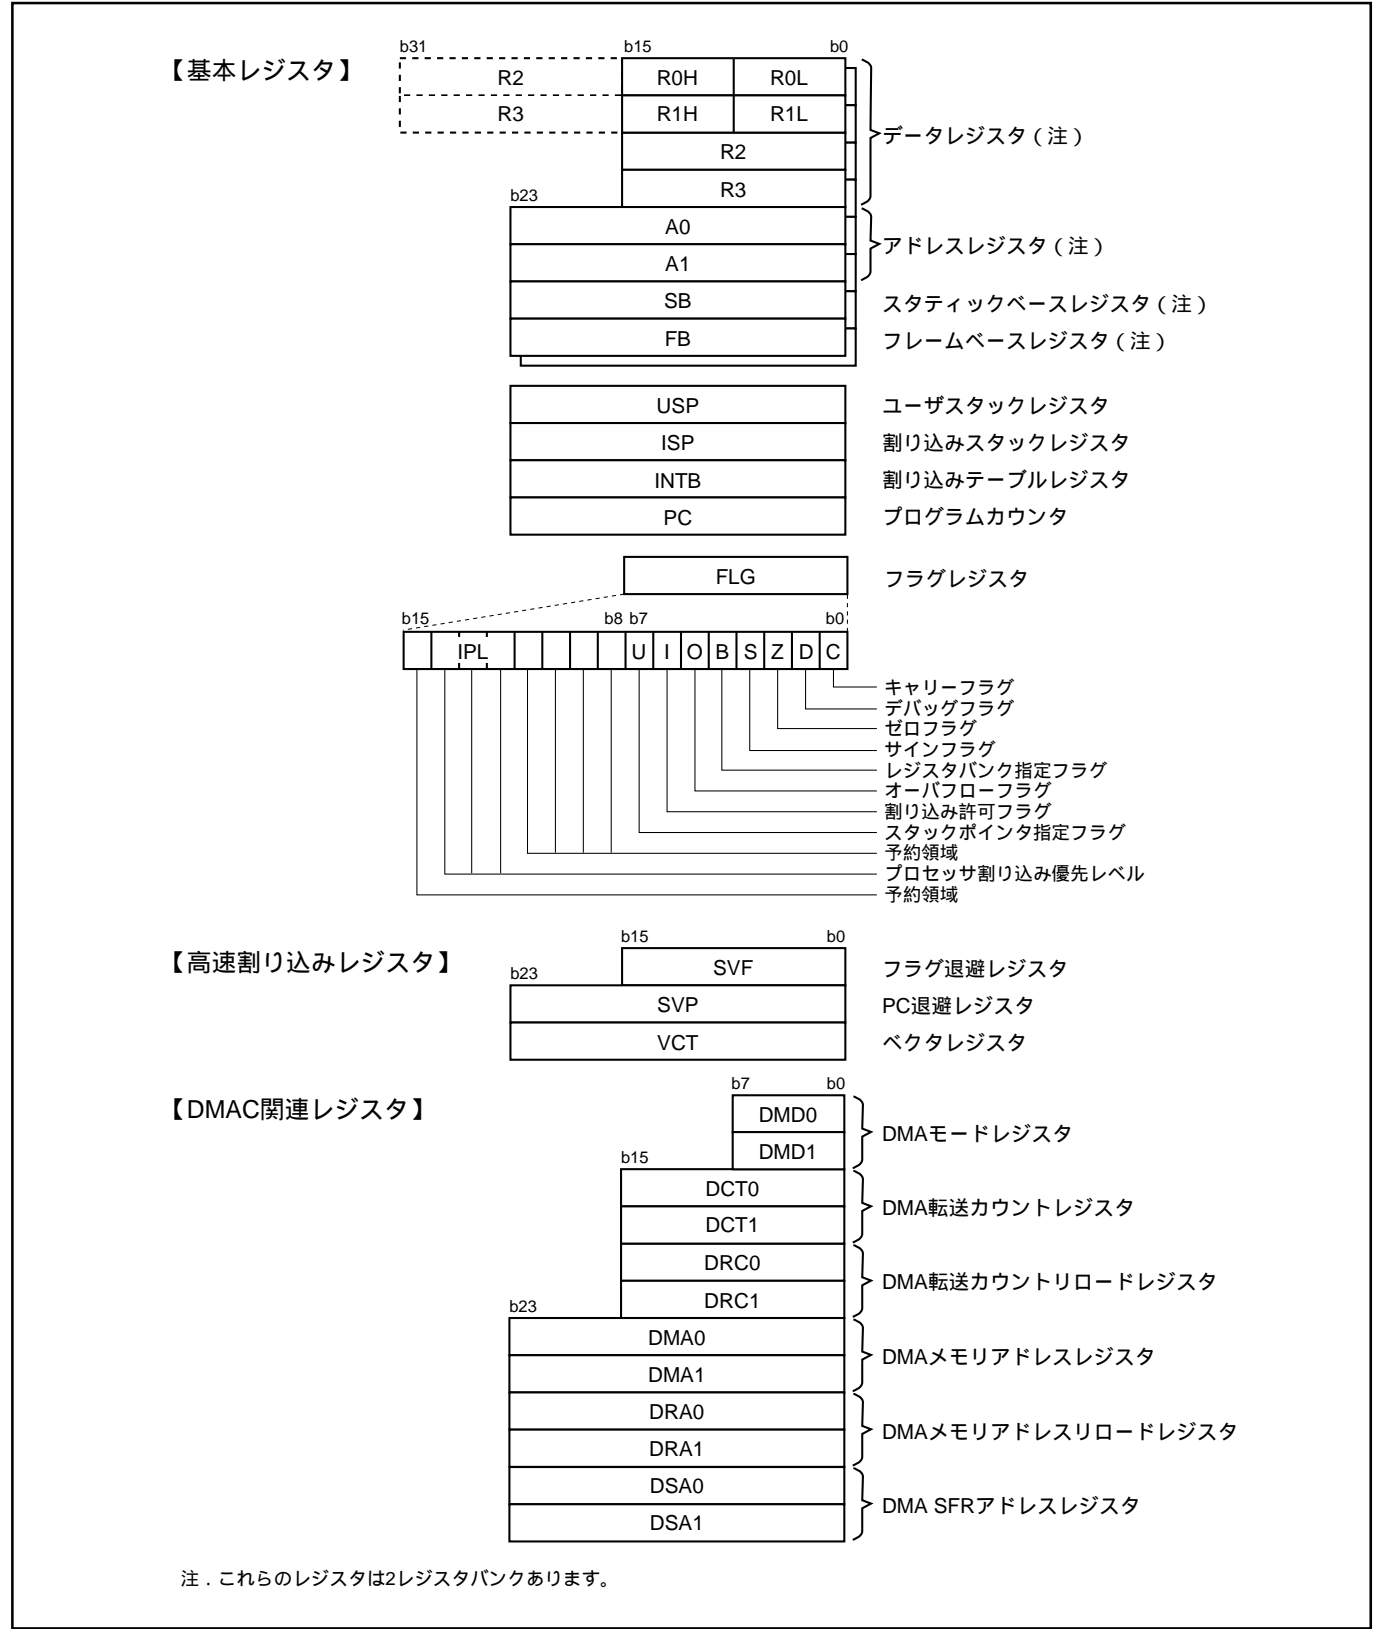 【基本レジスタ】
b31 b15 b0
R2 R0H R0L
R3 R1H R1L
データレジスタ（注）
R2
R3
b23
A0
アドレスレジスタ（注）
A1
SB スタティックベースレジスタ（注）
FB フレームベースレジスタ（注）
USP ユーザスタックレジスタ
ISP 割り込みスタックレジスタ
INTB 割り込みテーブルレジスタ
PC プログラムカウンタ
FLG フラグレジスタ
b15 b8 b7 b0
IPL U I O B S Z D C
キャリーフラグ
デバッグフラグ
ゼロフラグ
サインフラグ
レジスタバンク指定フラグ
オーバフローフラグ
割り込み許可フラグ
スタックポインタ指定フラグ
予約領域
プロセッサ割り込み優先レベル
予約領域
【高速割り込みレジスタ】
b15 b0
SVF フラグ退避レジスタ
b23
SVP PC退避レジスタ
VCT ベクタレジスタ
【DMAC関連レジスタ】
b7 b0
DMD0
DMAモードレジスタ
DMD1
b15
DCT0
DMA転送カウントレジスタ
DCT1
DRC0
DMA転送カウントリロードレジスタ
DRC1
b23
DMA0
DMAメモリアドレスレジスタ
DMA1
DRA0
DMAメモリアドレスリロードレジスタ
DRA1
DSA0
DMA SFRアドレスレジスタ
DSA1
注．これらのレジスタは2レジスタバンクあります。